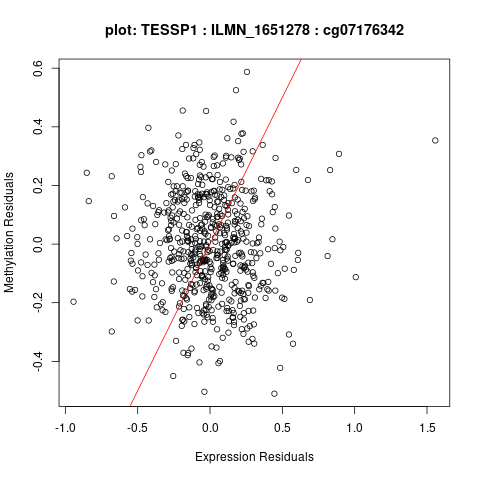 plot: TESSP1 : ILMN_1651278 : cg07176342
Methylation Residuals
0.6
0.4
0.2
0.0
-0.2
-0.4
-1.0 -0.5 0.0 0.5 1.0 1.5
Expression Residuals